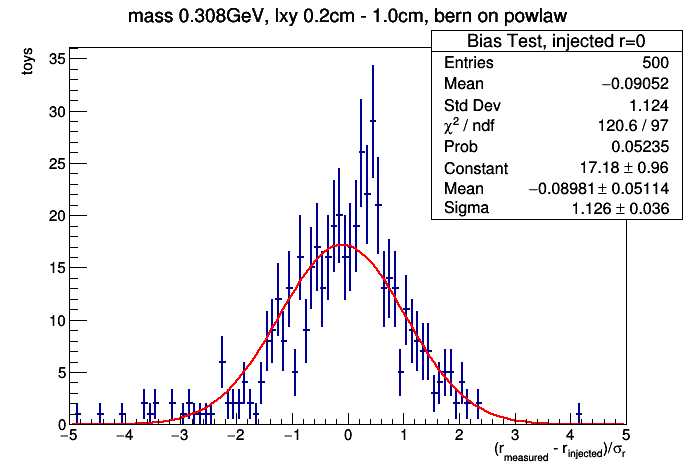 mass 0.308GeV, lxy 0.2cm - 1.0cm, bern on powlaw
Bias Test, injected r=0
Entries 500
Mean −0.09052
Std Dev 1.124
χ² / ndf 120.6 / 97
Prob 0.05235
Constant 17.18 ± 0.96
Mean −0.08981 ± 0.05114
Sigma 1.126 ± 0.036
toys
35
30
25
20
15
10
5
0
−5 −4 −3 −2 −1 0 1 2 3 4 5
(r_measured - r_injected)/σ_r